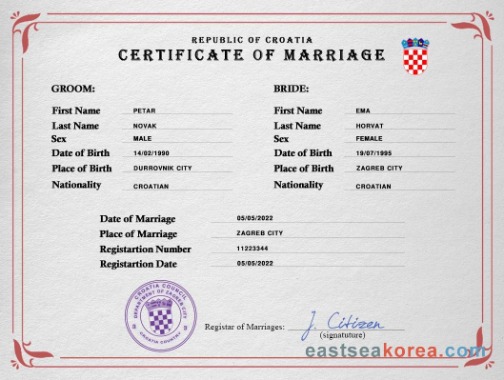 REPUBLIC OF CROATIA
CERTIFICATE OF MARRIAGE
GROOM:
First Name PETAR
Last Name NOVAK
Sex MALE
Date of Birth 14/02/1990
Place of Birth DURROVNIK CITY
Nationality CROATIAN
BRIDE:
First Name EMA
Last Name HORVAT
Sex FEMALE
Date of Birth 19/07/1995
Place of Birth ZAGREB CITY
Nationality CROATIAN
Date of Marriage 05/05/2022
Place of Marriage ZAGREB CITY
Registartion Number 11223344
Registartion Date 05/05/2022
CROATIA COUNCIL
DEPARTMENT OF ZAGREB CITY
CROATIA COUNTRY
Registar of Marriages: J. Citizen
(signatuture)
eastseakorea.com